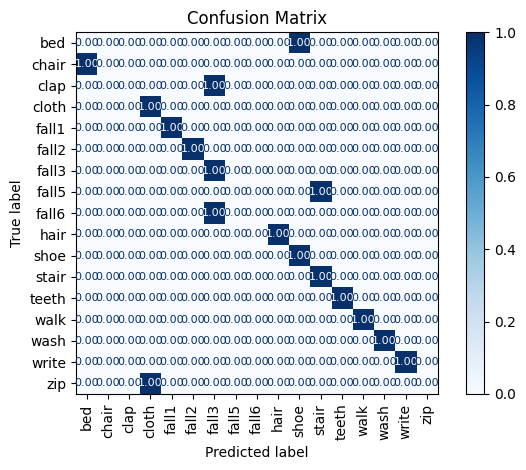 Confusion Matrix
bed 0.00 0.00 0.00 0.00 0.00 0.00 0.00 0.00 0.00 0.00 1.00 0.00 0.00 0.00 0.00 0.00 0.00
chair 1.00 0.00 0.00 0.00 0.00 0.00 0.00 0.00 0.00 0.00 0.00 0.00 0.00 0.00 0.00 0.00 0.00
clap 0.00 0.00 0.00 0.00 0.00 0.00 1.00 0.00 0.00 0.00 0.00 0.00 0.00 0.00 0.00 0.00 0.00
cloth 0.00 0.00 0.00 1.00 0.00 0.00 0.00 0.00 0.00 0.00 0.00 0.00 0.00 0.00 0.00 0.00 0.00
fall1 0.00 0.00 0.00 0.00 1.00 0.00 0.00 0.00 0.00 0.00 0.00 0.00 0.00 0.00 0.00 0.00 0.00
fall2 0.00 0.00 0.00 0.00 0.00 1.00 0.00 0.00 0.00 0.00 0.00 0.00 0.00 0.00 0.00 0.00 0.00
fall3 0.00 0.00 0.00 0.00 0.00 0.00 1.00 0.00 0.00 0.00 0.00 0.00 0.00 0.00 0.00 0.00 0.00
fall5 0.00 0.00 0.00 0.00 0.00 0.00 0.00 0.00 0.00 0.00 0.00 1.00 0.00 0.00 0.00 0.00 0.00
fall6 0.00 0.00 0.00 0.00 0.00 0.00 1.00 0.00 0.00 0.00 0.00 0.00 0.00 0.00 0.00 0.00 0.00
hair 0.00 0.00 0.00 0.00 0.00 0.00 0.00 0.00 0.00 1.00 0.00 0.00 0.00 0.00 0.00 0.00 0.00
shoe 0.00 0.00 0.00 0.00 0.00 0.00 0.00 0.00 0.00 0.00 1.00 0.00 0.00 0.00 0.00 0.00 0.00
stair 0.00 0.00 0.00 0.00 0.00 0.00 0.00 0.00 0.00 0.00 0.00 1.00 0.00 0.00 0.00 0.00 0.00
teeth 0.00 0.00 0.00 0.00 0.00 0.00 0.00 0.00 0.00 0.00 0.00 0.00 1.00 0.00 0.00 0.00 0.00
walk 0.00 0.00 0.00 0.00 0.00 0.00 0.00 0.00 0.00 0.00 0.00 0.00 0.00 1.00 0.00 0.00 0.00
wash 0.00 0.00 0.00 0.00 0.00 0.00 0.00 0.00 0.00 0.00 0.00 0.00 0.00 0.00 1.00 0.00 0.00
write 0.00 0.00 0.00 0.00 0.00 0.00 0.00 0.00 0.00 0.00 0.00 0.00 0.00 0.00 0.00 1.00 0.00
zip 0.00 0.00 0.00 1.00 0.00 0.00 0.00 0.00 0.00 0.00 0.00 0.00 0.00 0.00 0.00 0.00 0.00
True label
bed chair clap cloth fall1 fall2 fall3 fall5 fall6 hair shoe stair teeth walk wash write zip
Predicted label
1.0
0.8
0.6
0.4
0.2
0.0